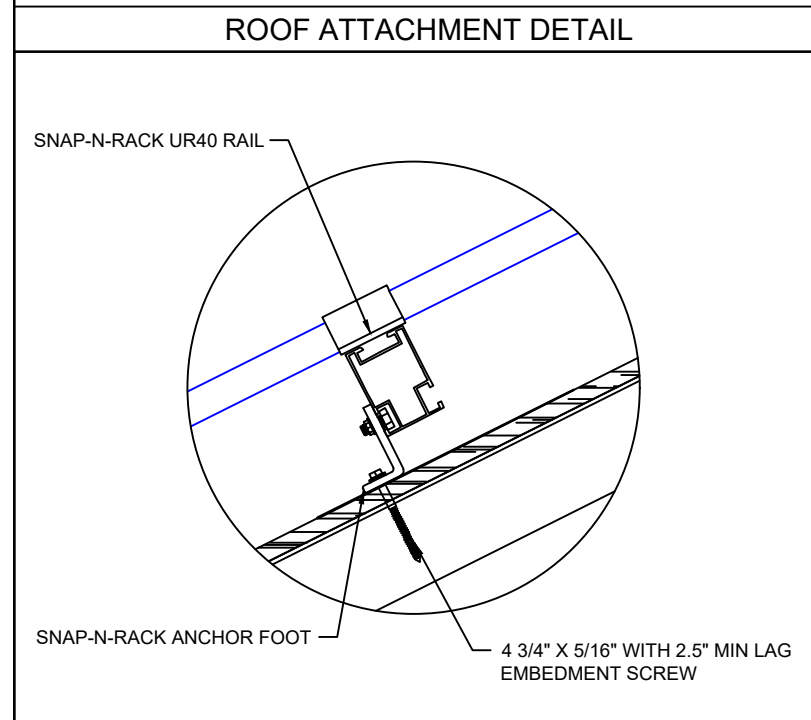 ROOF ATTACHMENT DETAIL
SNAP-N-RACK UR40 RAIL
SNAP-N-RACK ANCHOR FOOT
4 3/4" X 5/16" WITH 2.5" MIN LAG
EMBEDMENT SCREW